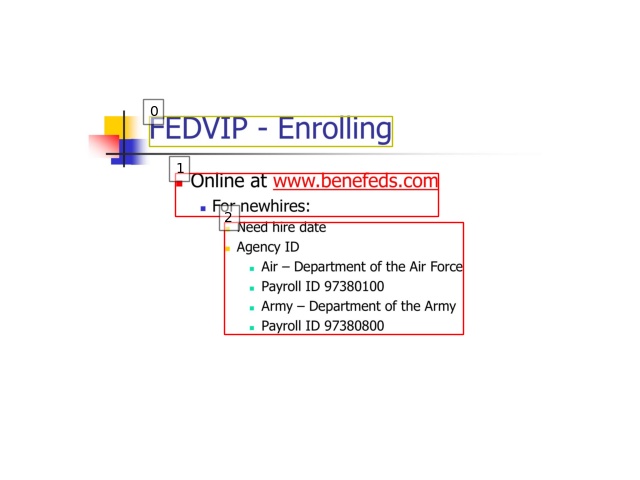 0
FEDVIP - Enrolling
1
Online at www.benefeds.com
For newhires:
2
Need hire date
Agency ID
Air – Department of the Air Force
Payroll ID 97380100
Army – Department of the Army
Payroll ID 97380800